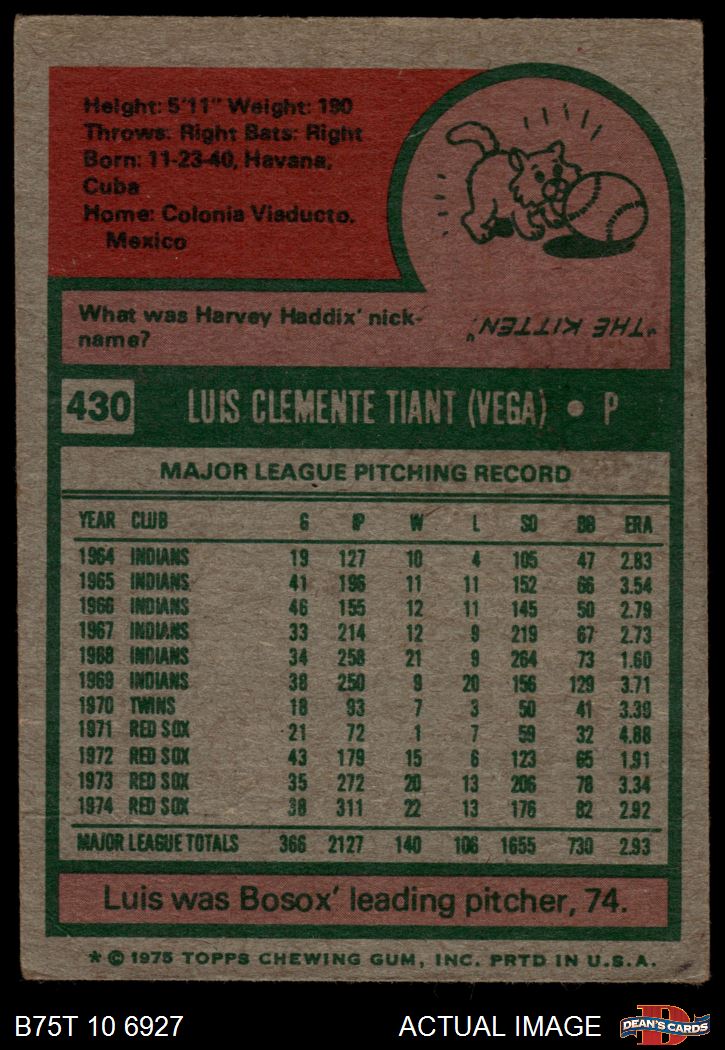 Height: 5'11" Weight: 190
Throws: Right Bats: Right
Born: 11-23-40, Havana,
Cuba
Home: Colonia Viaducto,
Mexico
What was Harvey Haddix' nick-
name?
"THE KITTEN."
430 LUIS CLEMENTE TIANT (VEGA) • P
MAJOR LEAGUE PITCHING RECORD
YEAR CLUB G IP W L SO BB ERA
1964 INDIANS 19 127 10 4 105 47 2.83
1965 INDIANS 41 196 11 11 152 66 3.54
1966 INDIANS 46 155 12 11 145 50 2.79
1967 INDIANS 33 214 12 9 219 67 2.73
1968 INDIANS 34 258 21 9 264 73 1.60
1969 INDIANS 38 250 9 20 156 129 3.71
1970 TWINS 18 93 7 3 50 41 3.39
1971 RED SOX 21 72 1 7 59 32 4.88
1972 RED SOX 43 179 15 6 123 65 1.91
1973 RED SOX 35 272 20 13 206 78 3.34
1974 RED SOX 38 311 22 13 176 82 2.92
MAJOR LEAGUE TOTALS 366 2127 140 106 1655 730 2.93
Luis was Bosox' leading pitcher, 74.
* © 1975 TOPPS CHEWING GUM, INC. PRTD IN U.S.A.
B75T 10 6927 ACTUAL IMAGE DEAN'S CARDS